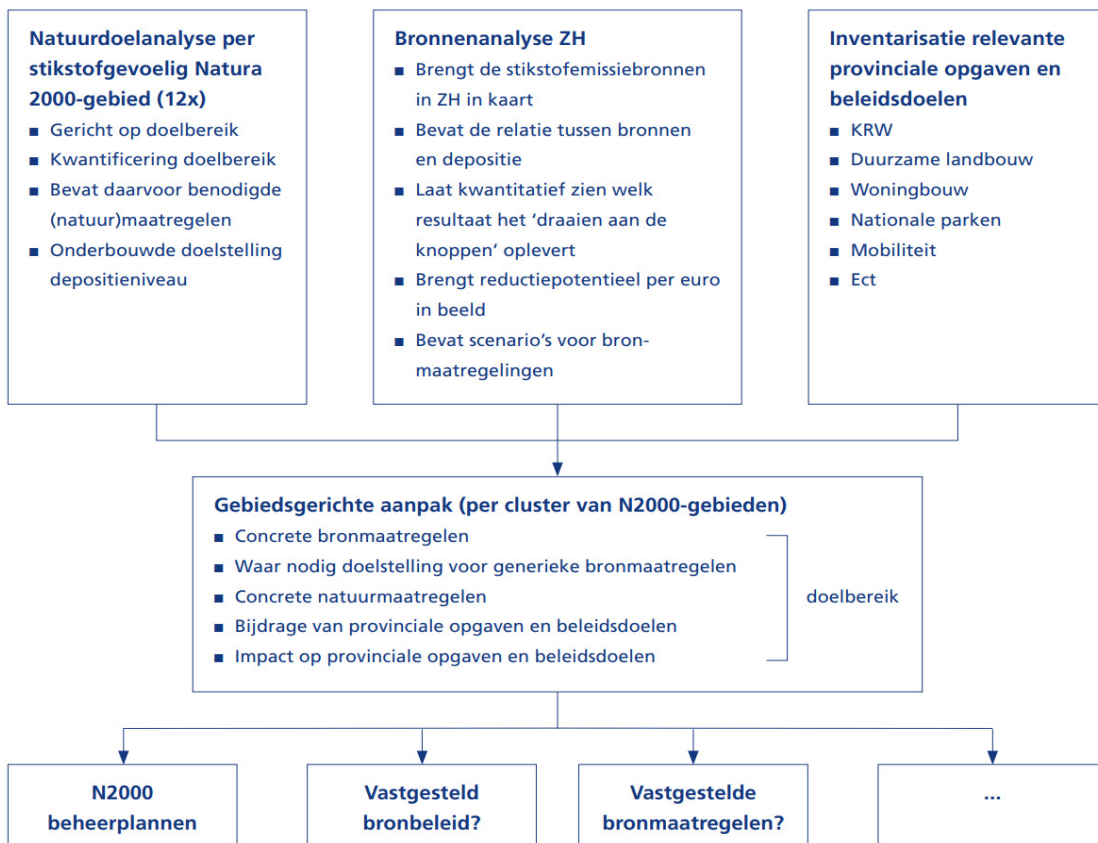 Natuurdoelanalyse per
stikstofgevoelig Natura
2000-gebied (12x)
■ Gericht op doelbereik
■ Kwantificering doelbereik
■ Bevat daarvoor benodigde
(natuur)maatregelen
■ Onderbouwde doelstelling
depositieniveau
Bronnenanalyse ZH
■ Brengt de stikstofemissiebronnen
in ZH in kaart
■ Bevat de relatie tussen bronnen
en depositie
■ Laat kwantitatief zien welk
resultaat het ‘draaien aan de
knoppen’ oplevert
■ Brengt reductiepotentieel per euro
in beeld
■ Bevat scenario’s voor bron-
maatregelingen
Inventarisatie relevante
provinciale opgaven en
beleidsdoelen
■ KRW
■ Duurzame landbouw
■ Woningbouw
■ Nationale parken
■ Mobiliteit
■ Ect
Gebiedsgerichte aanpak (per cluster van N2000-gebieden)
■ Concrete bronmaatregelen
■ Waar nodig doelstelling voor generieke bronmaatregelen
■ Concrete natuurmaatregelen
■ Bijdrage van provinciale opgaven en beleidsdoelen
■ Impact op provinciale opgaven en beleidsdoelen
doelbereik
N2000
beheerplannen
Vastgesteld
bronbeleid?
Vastgestelde
bronmaatregelen?
...